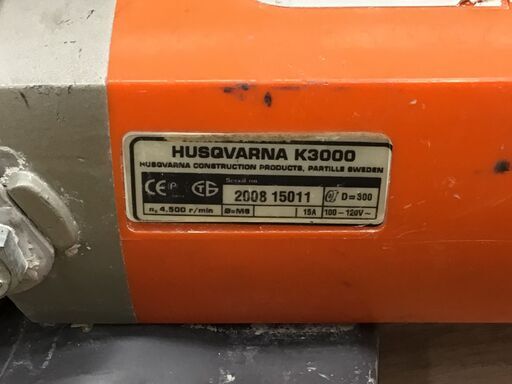 HUSQVARNA K3000
HUSQVARNA CONSTRUCTION PRODUCTS, PARTILLE SWEDEN
Serial no
CE
2008 15011
D=300
4.500 r/min
15A
100-120V~